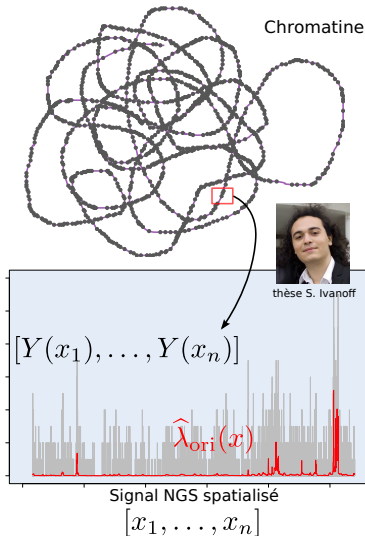 Chromatine
thèse S. Ivanoff
[Y(x₁), …, Y(xₙ)]
λ̂ₒᵣᵢ(x)
Signal NGS spatialisé
[x₁, …, xₙ]